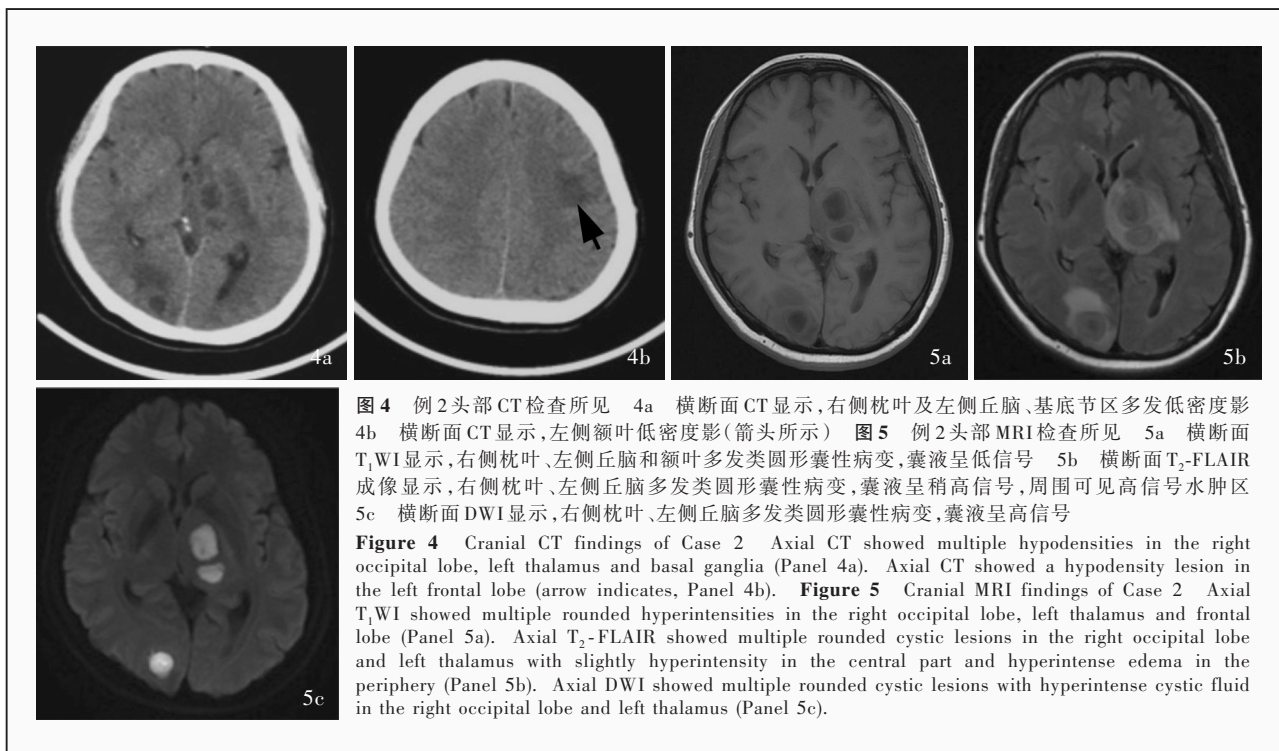 4a
4b
5a
5b
5c
图 4 例 2 头部 CT 检查所见 4a 横断面 CT 显示，右侧枕叶及左侧丘脑、基底节区多发低密度影
4b 横断面 CT 显示，左侧额叶低密度影（箭头所示） 图 5 例 2 头部 MRI 检查所见 5a 横断面
T₁WI 显示，右侧枕叶、左侧丘脑和额叶多发类圆形囊性病变，囊液呈低信号 5b 横断面 T₂-FLAIR
成像显示，右侧枕叶、左侧丘脑多发类圆形囊性病变，囊液呈稍高信号，周围可见高信号水肿区
5c 横断面 DWI 显示，右侧枕叶、左侧丘脑多发类圆形囊性病变，囊液呈高信号
Figure 4 Cranial CT findings of Case 2 Axial CT showed multiple hypodensities in the right
occipital lobe, left thalamus and basal ganglia (Panel 4a). Axial CT showed a hypodensity lesion in
the left frontal lobe (arrow indicates, Panel 4b). Figure 5 Cranial MRI findings of Case 2 Axial
T₁WI showed multiple rounded hyperintensities in the right occipital lobe, left thalamus and frontal
lobe (Panel 5a). Axial T₂-FLAIR showed multiple rounded cystic lesions in the right occipital lobe
and left thalamus with slightly hyperintensity in the central part and hyperintense edema in the
periphery (Panel 5b). Axial DWI showed multiple rounded cystic lesions with hyperintense cystic fluid
in the right occipital lobe and left thalamus (Panel 5c).